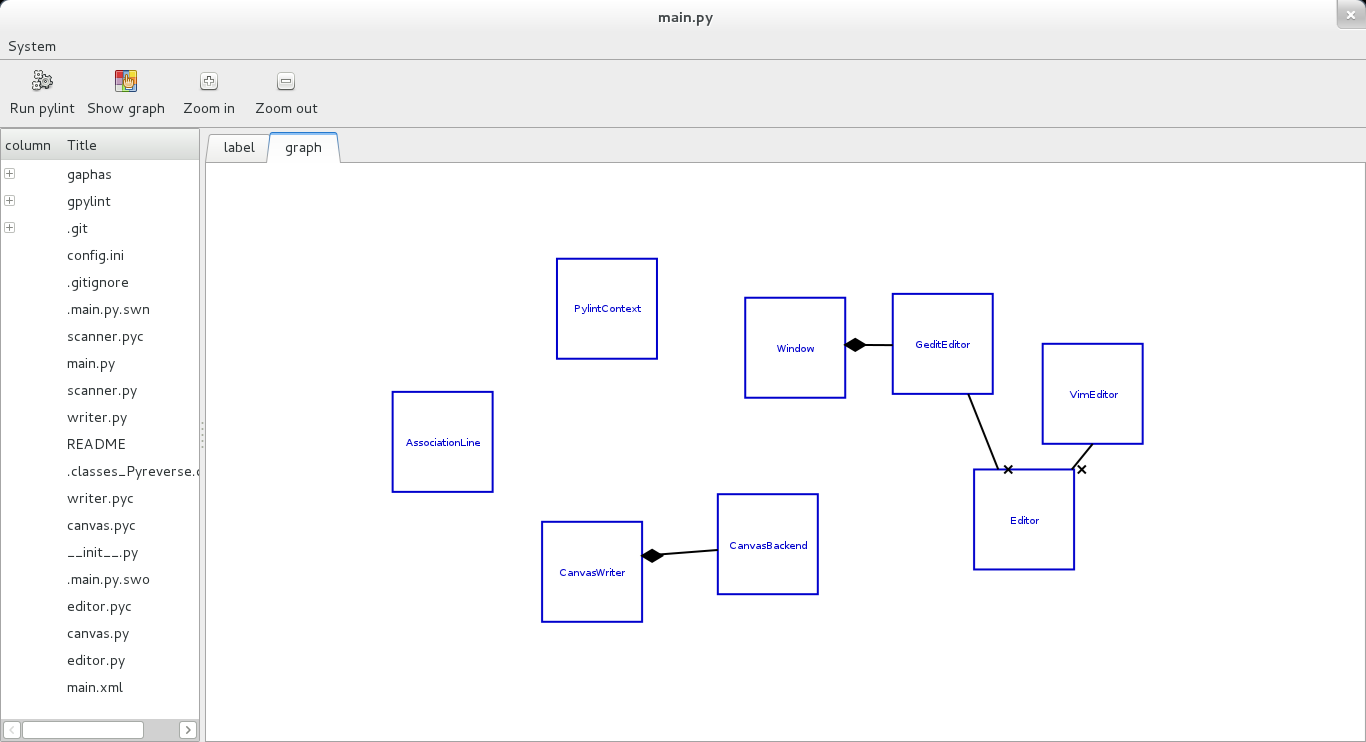 main.py
System
Run pylint Show graph Zoom in Zoom out
column Title
label graph
gaphas
gpylint
.git
config.ini
.gitignore
.main.py.swn
scanner.pyc
main.py
scanner.py
writer.py
README
.classes_Pyreverse.c
writer.pyc
canvas.pyc
__init__.py
.main.py.swo
editor.pyc
canvas.py
editor.py
main.xml
PylintContext
Window
GeditEditor
VimEditor
AssociationLine
Editor
CanvasBackend
CanvasWriter